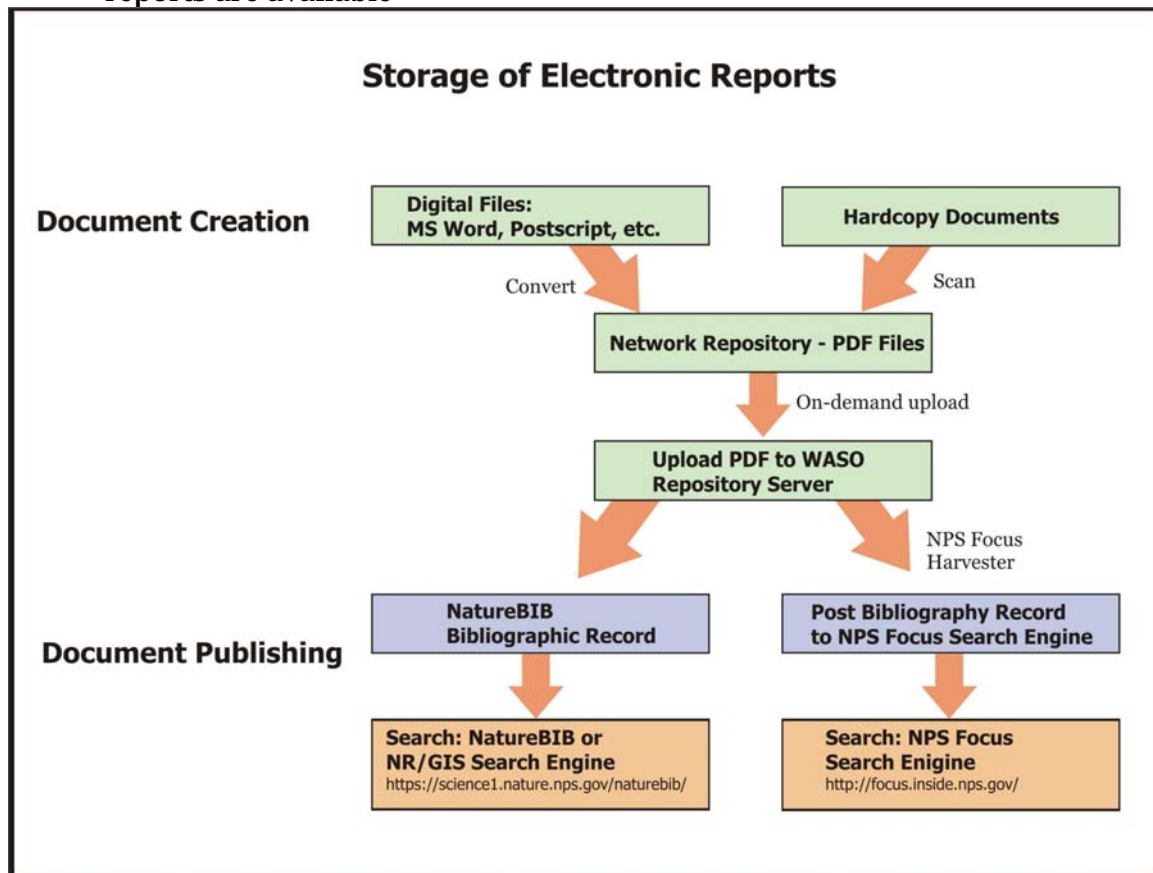 reports are available
Storage of Electronic Reports
Document Creation
Digital Files:
MS Word, Postscript, etc.
Hardcopy Documents
Convert
Scan
Network Repository - PDF Files
On-demand upload
Upload PDF to WASO
Repository Server
NPS Focus
Harvester
Document Publishing
NatureBIB
Bibliographic Record
Post Bibliography Record
to NPS Focus Search Engine
Search: NatureBIB or
NR/GIS Search Engine
https://science1.nature.nps.gov/naturebib/
Search: NPS Focus
Search Enigine
http://focus.inside.nps.gov/